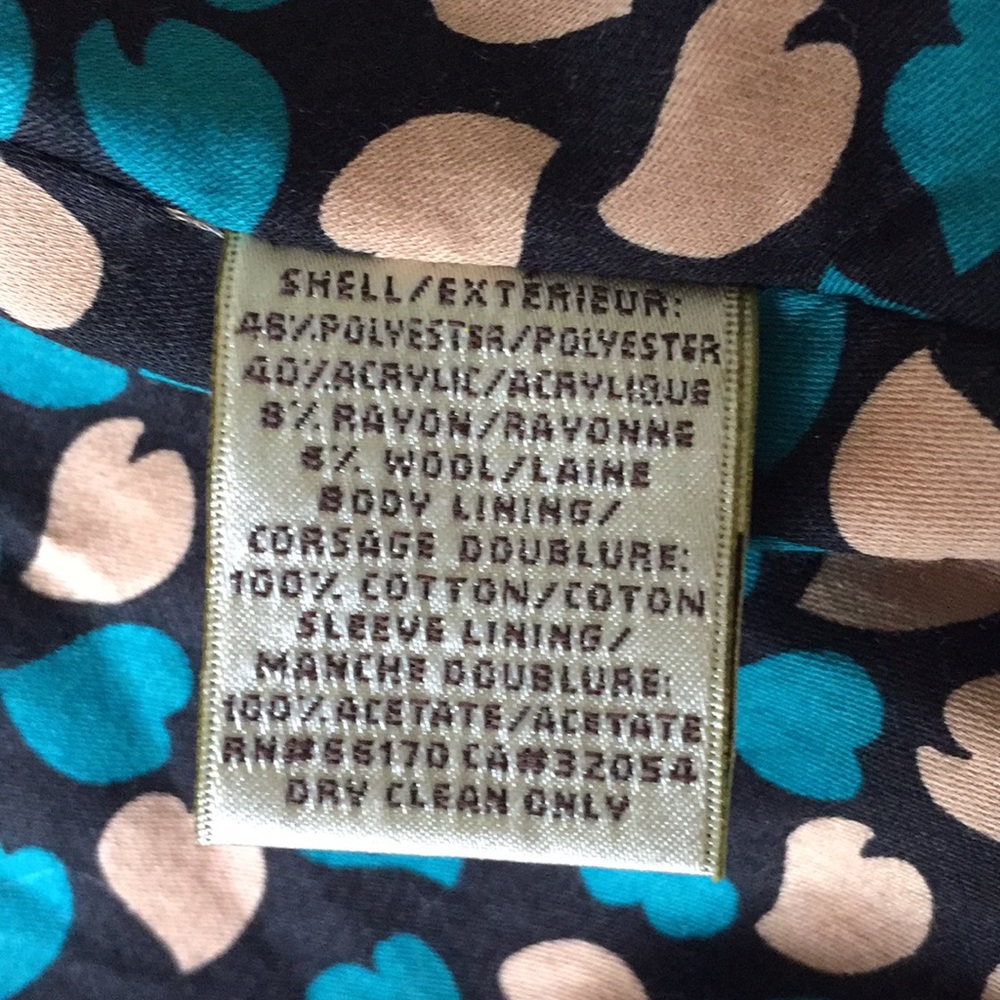 SHELL/EXTÉRIEUR:
46%POLYESTER/POLYESTER
40%ACRYLIC/ACRYLIQUE
8% RAYON/RAYONNE
6% WOOL/LAINE
BODY LINING/
CORSAGE DOUBLURE:
100% COTTON/COTON
SLEEVE LINING/
MANCHE DOUBLURE:
100%ACETATE/ACETATE
RN#66170 CA#32054
DRY CLEAN ONLY